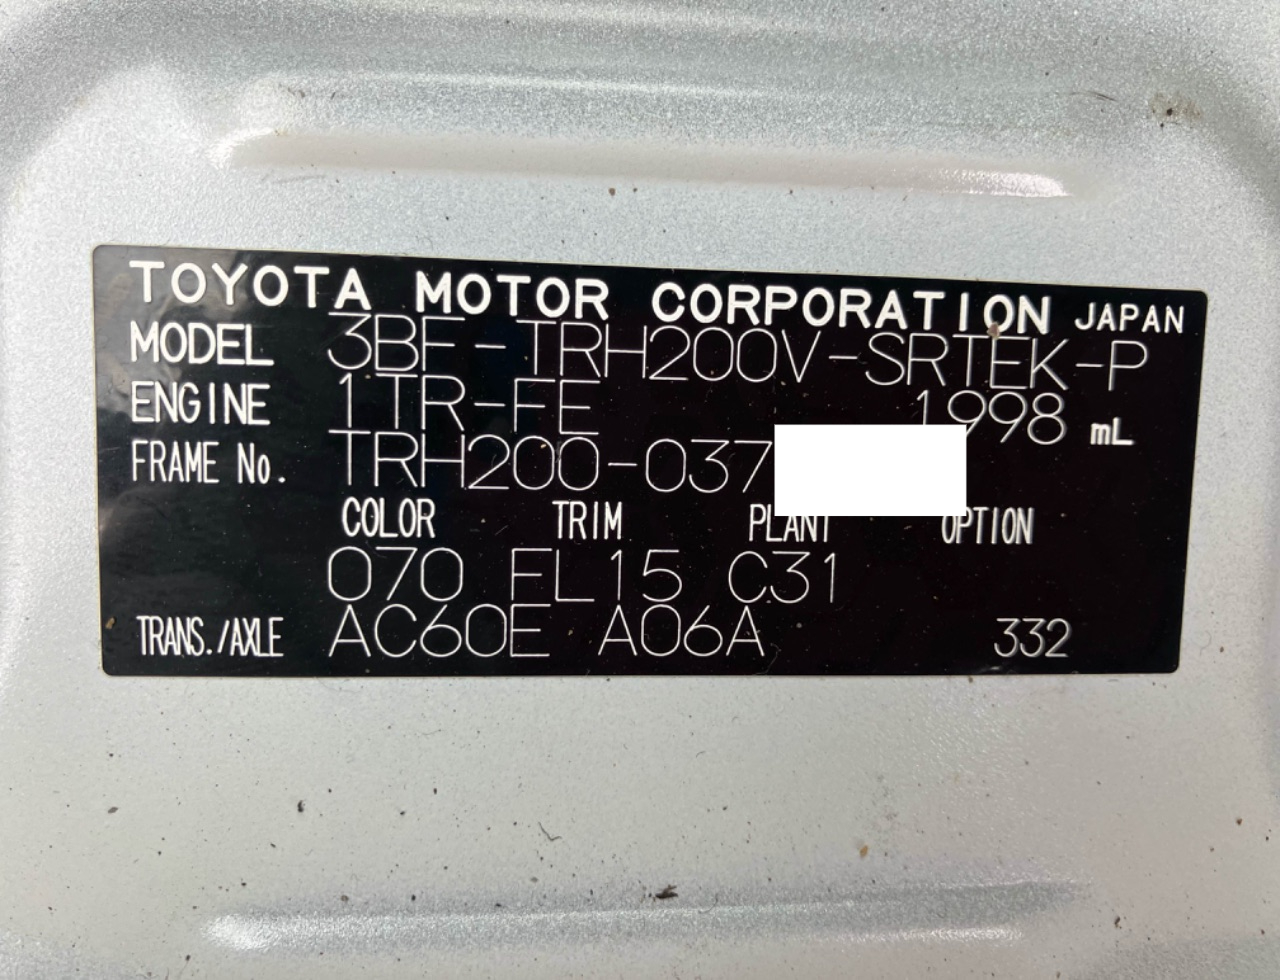 TOYOTA MOTOR CORPORATION JAPAN
MODEL 3BF-TRH200V-SRTEK-P
ENGINE 1TR-FE 1998 mL
FRAME No. TRH200-037
COLOR TRIM PLANT OPTION
070 FL15 C31
TRANS./AXLE AC60E A06A 332